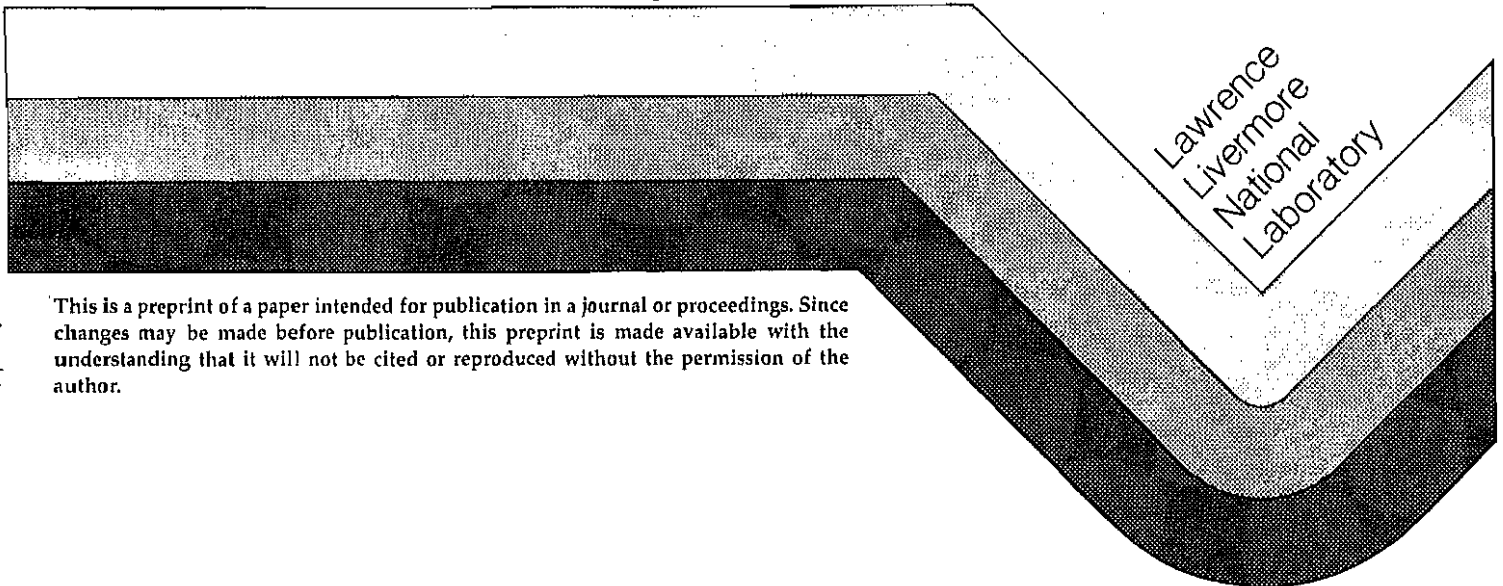 Lawrence
Livermore
National
Laboratory
This is a preprint of a paper intended for publication in a journal or proceedings. Since
changes may be made before publication, this preprint is made available with the
understanding that it will not be cited or reproduced without the permission of the
author.